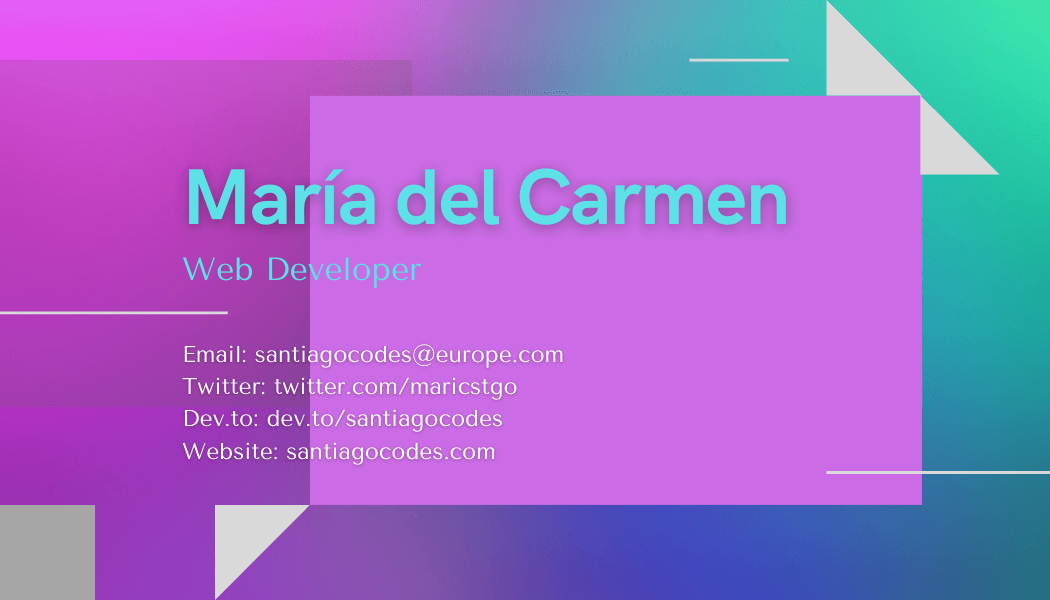 María del Carmen
Web Developer
Email: santiagocodes@europe.com
Twitter: twitter.com/maricstgo
Dev.to: dev.to/santiagocodes
Website: santiagocodes.com